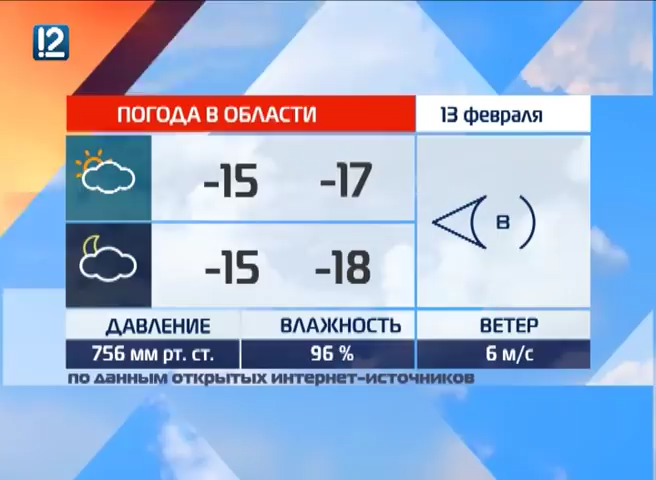 12
ПОГОДА В ОБЛАСТИ
13 февраля
-15 -17
В
-15 -18
ДАВЛЕНИЕ ВЛАЖНОСТЬ ВЕТЕР
756 мм рт. ст. 96 % 6 м/с
по данным открытых интернет-источников